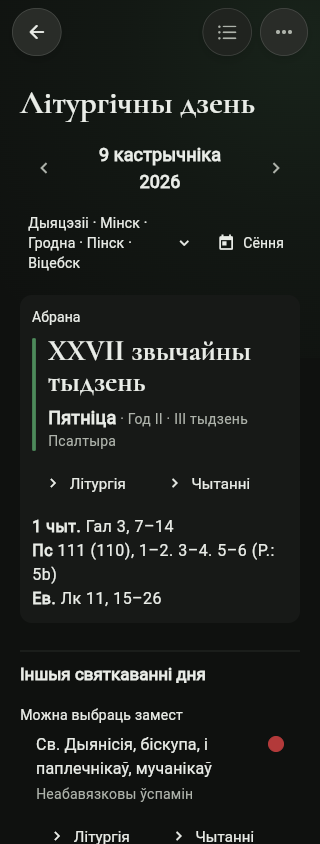 Літургічны дзень
9 кастрычніка
2026
Дыяцэзіі · Мінск ·
Гродна · Пінск ·
Віцебск
Сёння
Абрана
XXVII звычайны
тыдзень
Пятніца · Год II · III тыдзень
Псалтыра
Літургія
Чытанні
1 чыт. Гал 3, 7–14
Пс 111 (110), 1–2. 3–4. 5–6 (Р.:
5b)
Ев. Лк 11, 15–26
Іншыя святкаванні дня
Можна выбраць замест
Св. Дыянісія, біскупа, і
паплечнікаў, мучанікаў
Неабавязковы ўспамін
Літургія
Чытанні